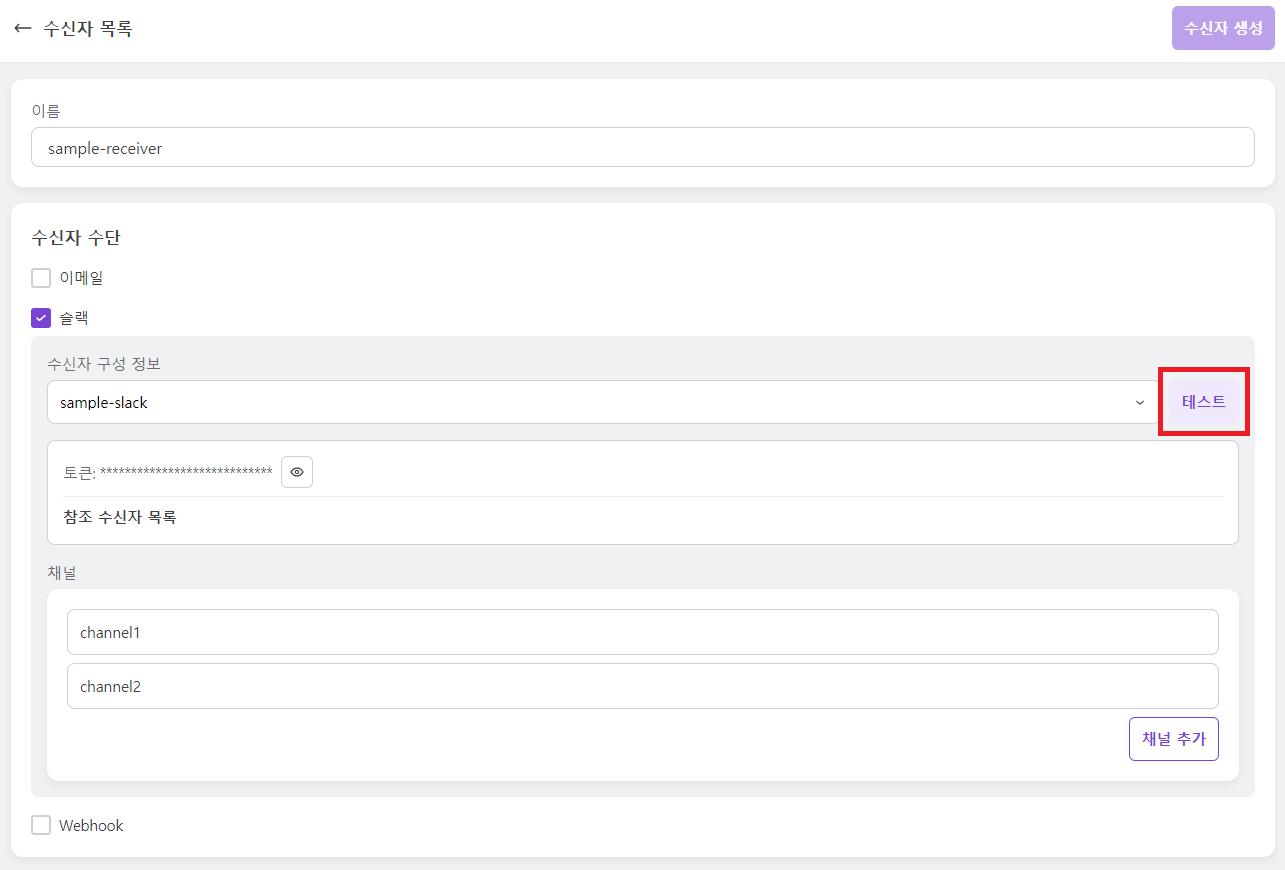 ← 수신자 목록
수신자 생성
이름
sample-receiver
수신자 수단
이메일
슬랙
수신자 구성 정보
sample-slack
테스트
토큰: ****************************
참조 수신자 목록
채널
channel1
channel2
채널 추가
Webhook